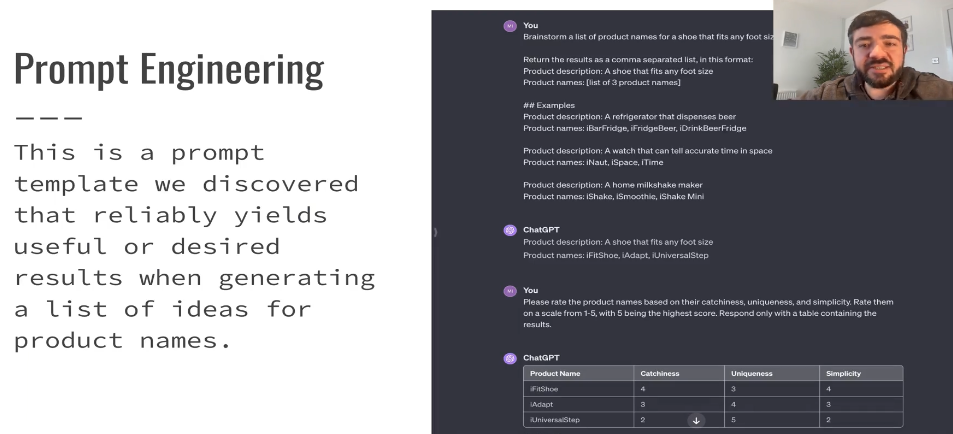 Prompt Engineering
This is a prompt
template we discovered
that reliably yields
useful or desired
results when generating
a list of ideas for
product names.
You
Brainstorm a list of product names for a shoe that fits any foot
Return the results as a comma separated list, in this format:
Product description: A shoe that fits any foot size
Product names: [list of 3 product names]
## Examples
Product description: A refrigerator that dispenses beer
Product names: iBarFridge, iFridgeBeer, iDrinkBeerFridge
Product description: A watch that can tell accurate time in space
Product names: iNaut, iSpace, iTime
Product description: A home milkshake maker
Product names: iShake, iSmoothie, iShake Mini
ChatGPT
Product description: A shoe that fits any foot size
Product names: iFitShoe, iAdapt, iUniversalStep
You
Please rate the product names based on their catchiness, uniqueness, and simplicity. Rate them
on a scale from 1-5, with 5 being the highest score. Respond only with a table containing the
results.
ChatGPT
Product Name Catchiness Uniqueness Simplicity
iFitShoe 4 3 4
iAdapt 3 4 3
iUniversalStep 2 5 2